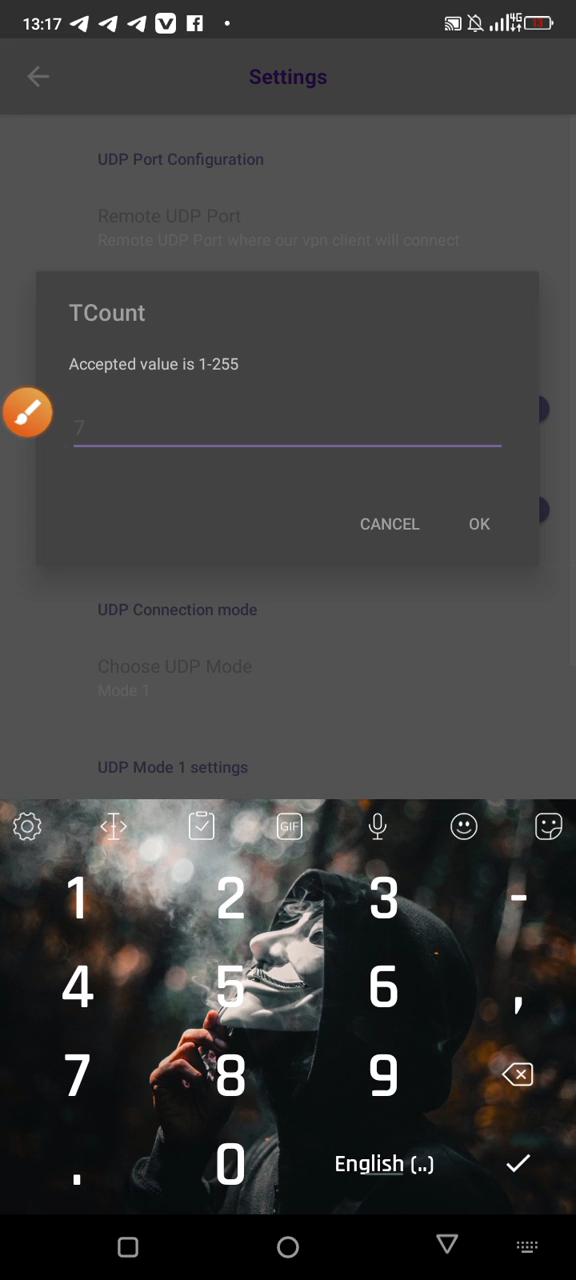 13:17
4G
13
Settings
UDP Port Configuration
Remote UDP Port
Remote UDP Port where our vpn client will connect
TCount
Accepted value is 1-255
7
CANCEL OK
UDP Connection mode
Choose UDP Mode
Mode 1
UDP Mode 1 settings
GIF
1 2 3 -
4 5 6 ,
7 8 9
. 0 English (..)